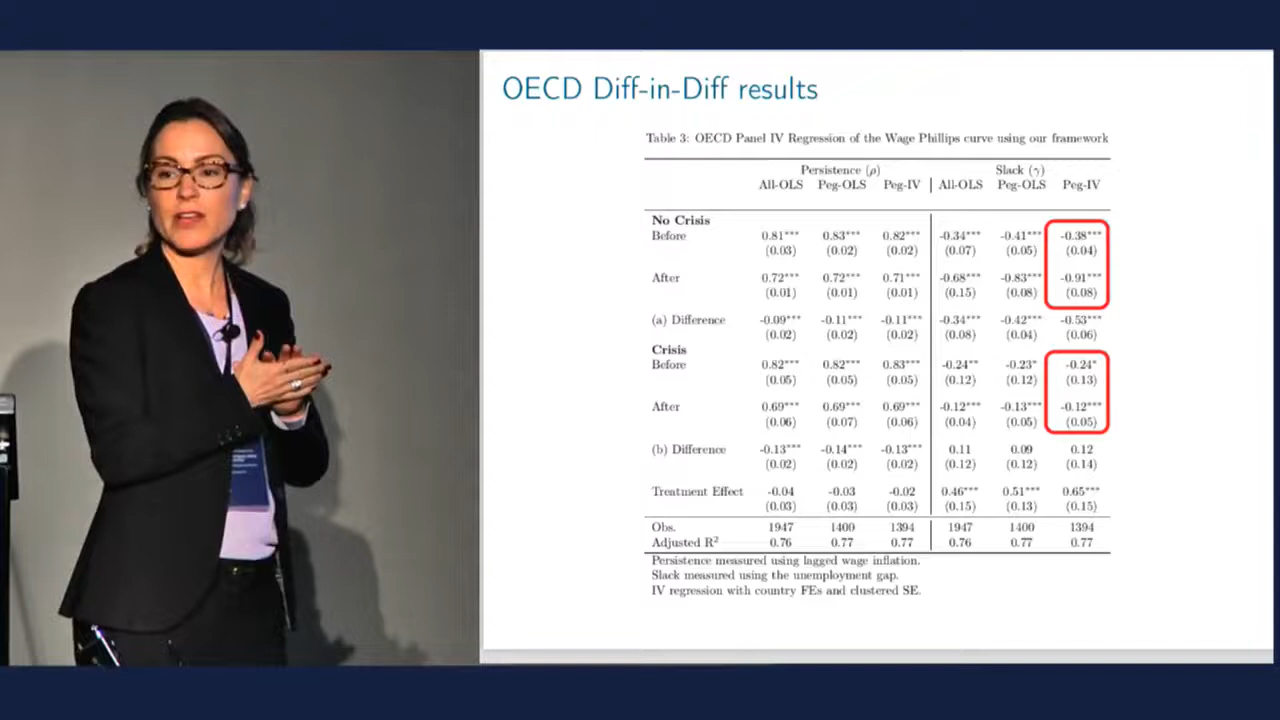 OECD Diff-in-Diff results
Table 3: OECD Panel IV Regression of the Wage Phillips curve using our framework
Persistence (ρ) Slack (γ)
All-OLS Peg-OLS Peg-IV All-OLS Peg-OLS Peg-IV
No Crisis
Before 0.81*** 0.83*** 0.82*** -0.34*** -0.41*** -0.38***
(0.03) (0.02) (0.02) (0.07) (0.05) (0.04)
After 0.72*** 0.72*** 0.71*** -0.68*** -0.83*** -0.91***
(0.01) (0.01) (0.01) (0.15) (0.08) (0.08)
(a) Difference -0.09*** -0.11*** -0.11*** -0.34*** -0.42*** -0.53***
(0.02) (0.02) (0.02) (0.08) (0.04) (0.06)
Crisis
Before 0.82*** 0.82*** 0.83*** -0.24** -0.23* -0.24*
(0.05) (0.05) (0.05) (0.12) (0.12) (0.13)
After 0.69*** 0.69*** 0.69*** -0.12*** -0.13*** -0.12***
(0.06) (0.07) (0.06) (0.04) (0.05) (0.05)
(b) Difference -0.13*** -0.14*** -0.13*** 0.11 0.09 0.12
(0.02) (0.02) (0.02) (0.12) (0.12) (0.14)
Treatment Effect -0.04 -0.03 -0.02 0.46*** 0.51*** 0.65***
(0.03) (0.03) (0.03) (0.15) (0.13) (0.15)
Obs. 1947 1400 1394 1947 1400 1394
Adjusted R² 0.76 0.77 0.77 0.76 0.77 0.77
Persistence measured using lagged wage inflation.
Slack measured using the unemployment gap.
IV regression with country FEs and clustered SE.